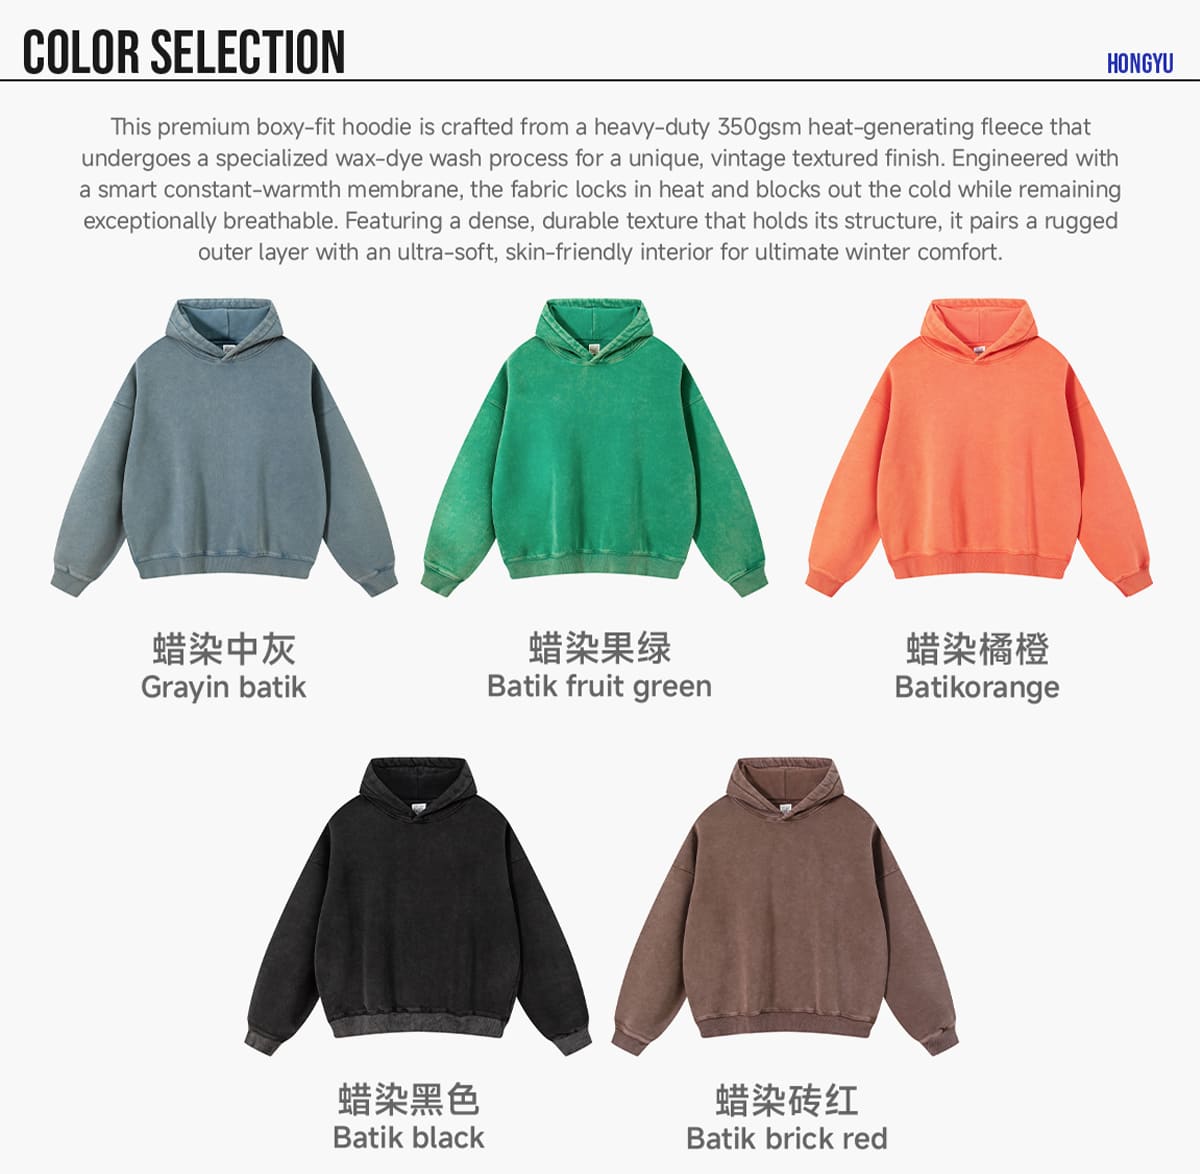 COLOR SELECTION
HONGYU
This premium boxy-fit hoodie is crafted from a heavy-duty 350gsm heat-generating fleece that
undergoes a specialized wax-dye wash process for a unique, vintage textured finish. Engineered with
a smart constant-warmth membrane, the fabric locks in heat and blocks out the cold while remaining
exceptionally breathable. Featuring a dense, durable texture that holds its structure, it pairs a rugged
outer layer with an ultra-soft, skin-friendly interior for ultimate winter comfort.
蜡染中灰
Grayin batik
蜡染果绿
Batik fruit green
蜡染橘橙
Batikorange
蜡染黑色
Batik black
蜡染砖红
Batik brick red